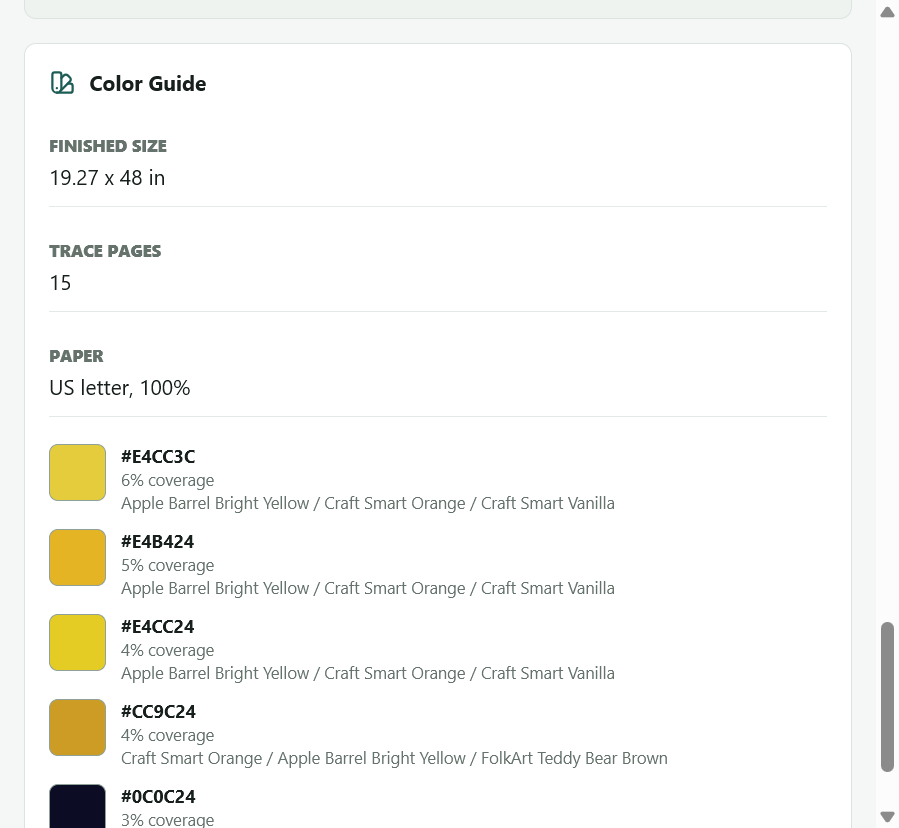 Color Guide
FINISHED SIZE
19.27 x 48 in
TRACE PAGES
15
PAPER
US letter, 100%
#E4CC3C
6% coverage
Apple Barrel Bright Yellow / Craft Smart Orange / Craft Smart Vanilla
#E4B424
5% coverage
Apple Barrel Bright Yellow / Craft Smart Orange / Craft Smart Vanilla
#E4CC24
4% coverage
Apple Barrel Bright Yellow / Craft Smart Orange / Craft Smart Vanilla
#CC9C24
4% coverage
Craft Smart Orange / Apple Barrel Bright Yellow / FolkArt Teddy Bear Brown
#0C0C24
3% coverage